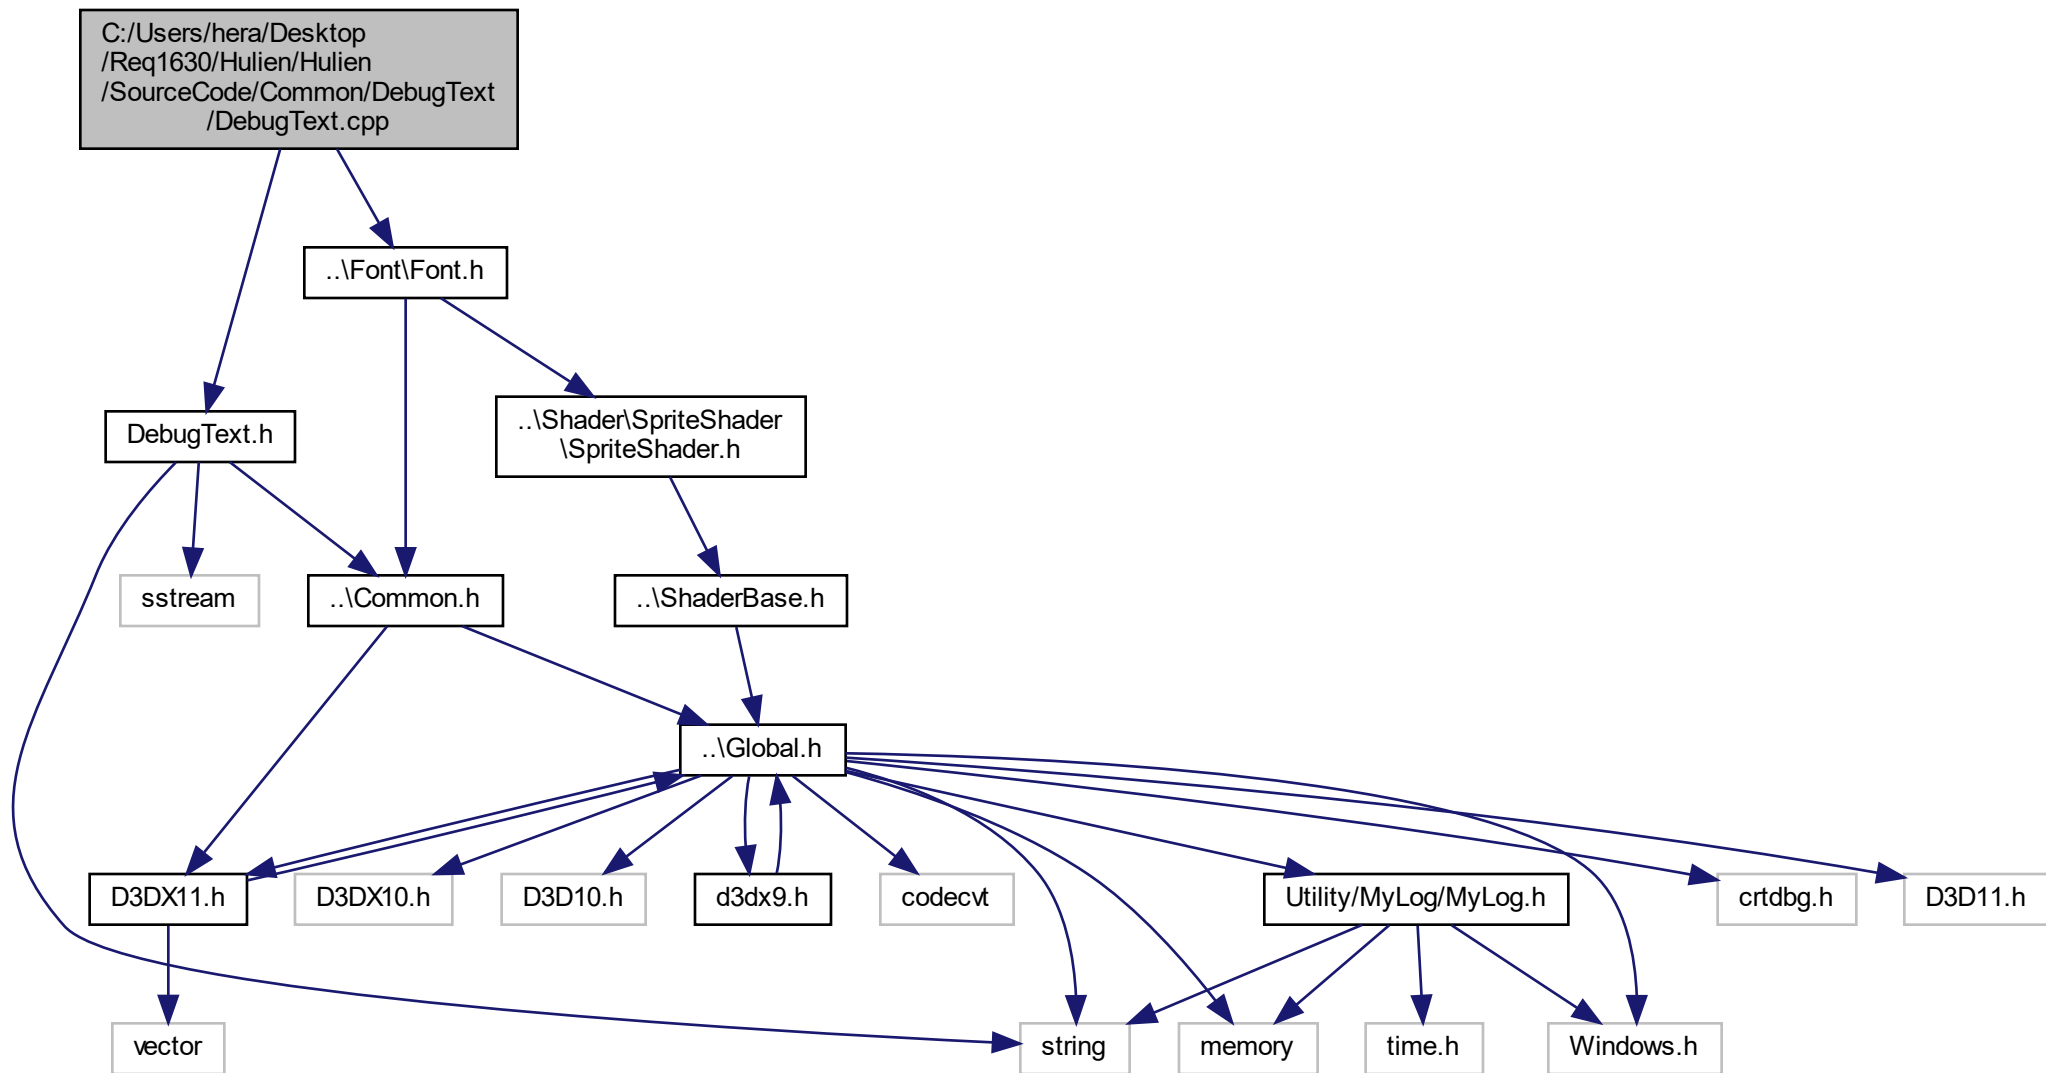 C:/Users/hera/Desktop
/Req1630/Hulien/Hulien
/SourceCode/Common/DebugText
/DebugText.cpp
..\Font\Font.h
DebugText.h
..\Shader\SpriteShader
\SpriteShader.h
sstream
..\Common.h
..\ShaderBase.h
..\Global.h
D3DX11.h
D3DX10.h
D3D10.h
d3dx9.h
codecvt
Utility/MyLog/MyLog.h
crtdbg.h
D3D11.h
vector
string
memory
time.h
Windows.h